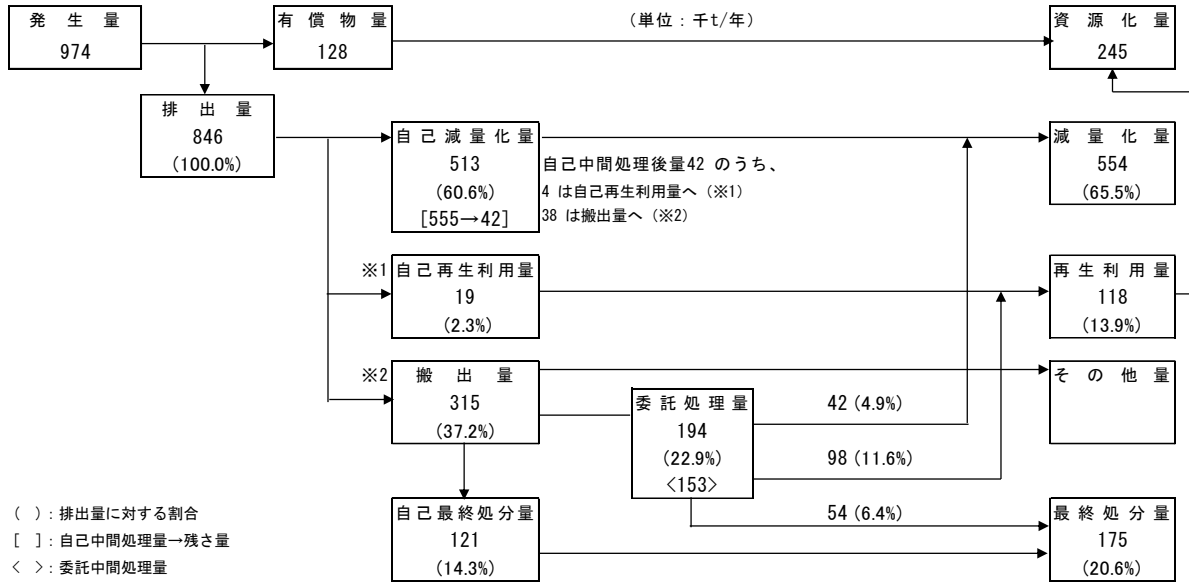 発生量
974
有償物量
128
(単位：千t/年)
資源化量
245
排出量
846
(100.0%)
自己減量化量
513
(60.6%)
[555→42]
自己中間処理後量42 のうち、
4 は自己再生利用量へ（※1）
38 は搬出量へ（※2）
減量化量
554
(65.5%)
※1
自己再生利用量
19
(2.3%)
再生利用量
118
(13.9%)
※2
搬出量
315
(37.2%)
その他量
委託処理量
194
(22.9%)
<153>
42 (4.9%)
98 (11.6%)
54 (6.4%)
自己最終処分量
121
(14.3%)
最終処分量
175
(20.6%)
（ ）：排出量に対する割合
［ ］：自己中間処理量→残さ量
＜ ＞：委託中間処理量